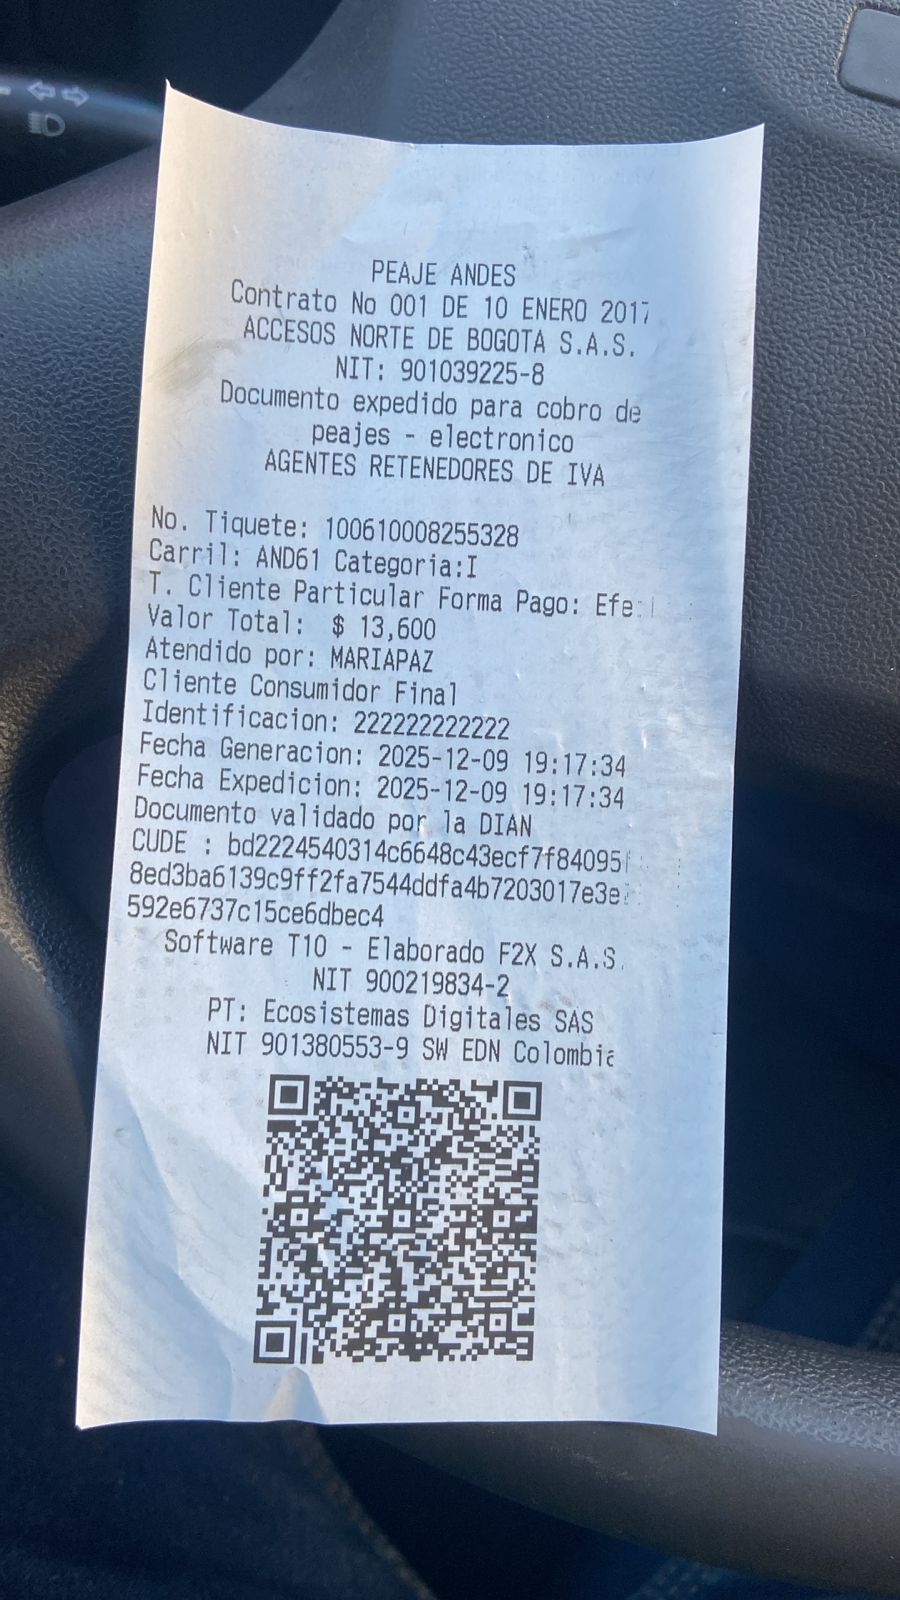 PEAJE ANDES
Contrato No 001 DE 10 ENERO 2017
ACCESOS NORTE DE BOGOTA S.A.S.
NIT: 901039225-8
Documento expedido para cobro de
peajes - electronico
AGENTES RETENEDORES DE IVA
No. Tiquete: 100610008255328
Carril: AND61 Categoria:I
T. Cliente Particular Forma Pago:
Valor Total: $ 13,600
Atendido por: MARIAPAZ
Cliente Consumidor Final
Identificacion: 222222222222
Fecha Generacion: 2025-12-09 19:17:34
Fecha Expedicion: 2025-12-09 19:17:34
Documento validado por la DIAN
CUDE :
592e6737c15ce6dbec4
Software T10 - Elaborado F2X S.A.S.
NIT 900219834-2
PT: Ecosistemas Digitales SAS
NIT 901380553-9 SW EDN Colombia